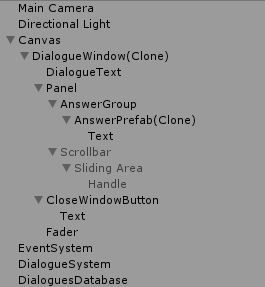 Main Camera
Directional Light
Canvas
DialogueWindow(Clone)
DialogueText
Panel
AnswerGroup
AnswerPrefab(Clone)
Text
Scrollbar
Sliding Area
Handle
CloseWindowButton
Text
Fader
EventSystem
DialogueSystem
DialoguesDatabase